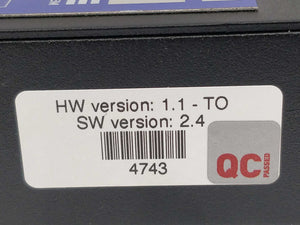 HW version: 1.1 - TO
SW version: 2.4
4743
QC
PASSED